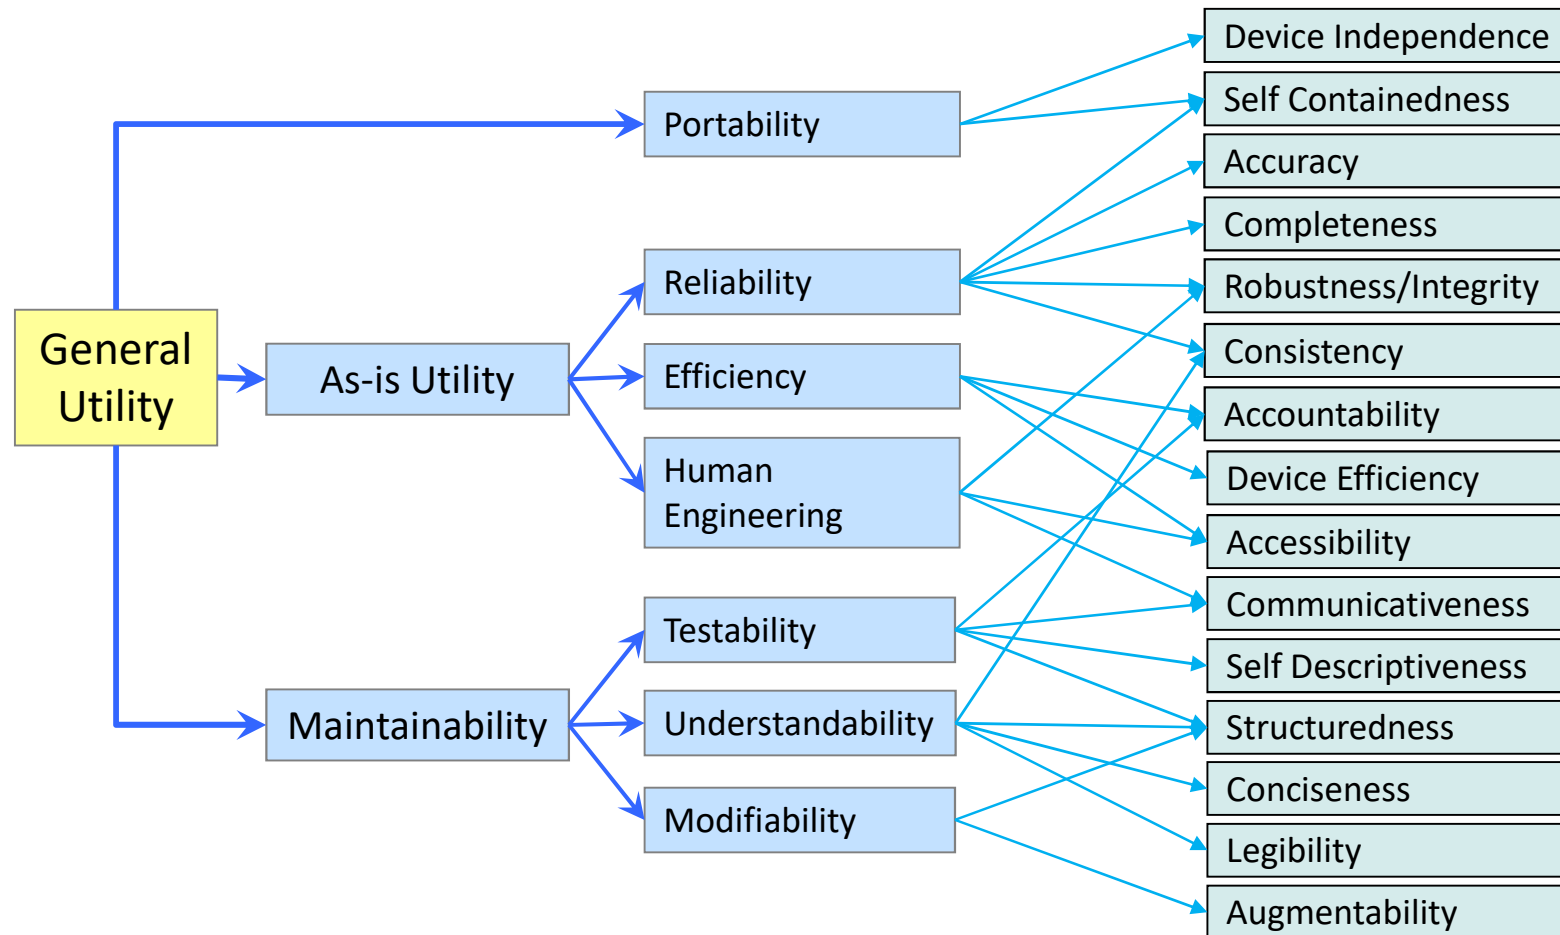 General
Utility
As-is Utility
Maintainability
Portability
Reliability
Efficiency
Human
Engineering
Testability
Understandability
Modifiability
Device Independence
Self Containedness
Accuracy
Completeness
Robustness/Integrity
Consistency
Accountability
Device Efficiency
Accessibility
Communicativeness
Self Descriptiveness
Structuredness
Conciseness
Legibility
Augmentability